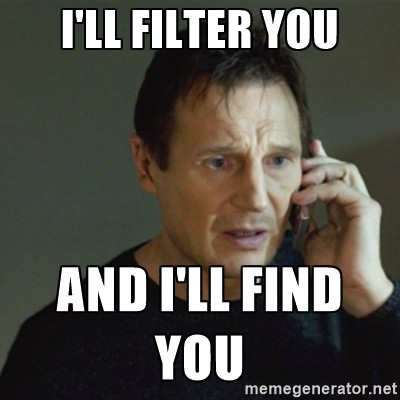 I'LL FILTER YOU
AND I'LL FIND
YOU
memegenerator.net